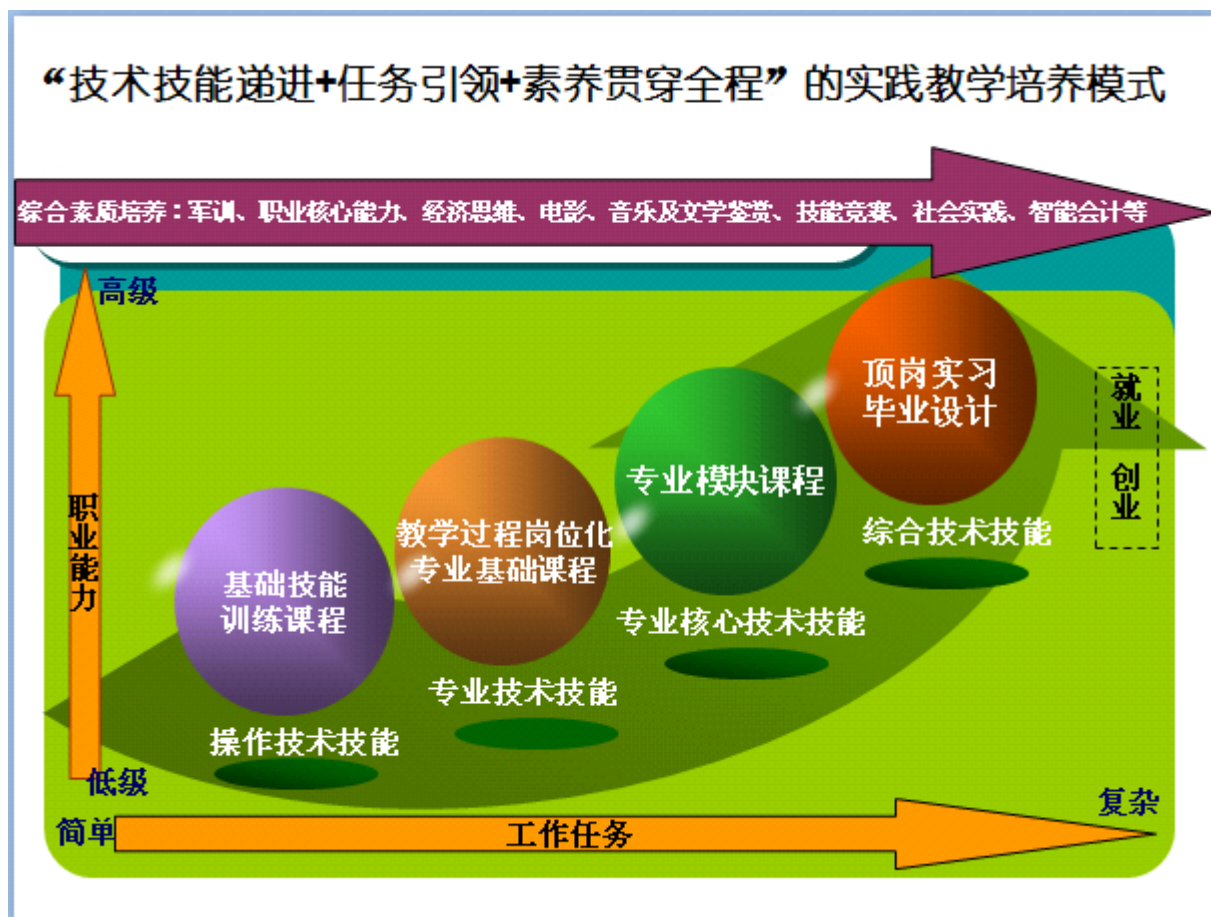 “技术技能递进+任务引领+素养贯穿全程”的实践教学培养模式
综合素质培养：军训、职业核心能力、经济思维、电影、音乐及文学鉴赏、技能竞赛、社会实践、智能会计等
高级
顶岗实习
毕业设计
就业 创业
专业模块课程
职业能力
教学过程岗位化
专业基础课程
综合技术技能
基础技能
训练课程
专业核心技术技能
专业技术技能
操作技术技能
低级
复杂
简单
工作任务